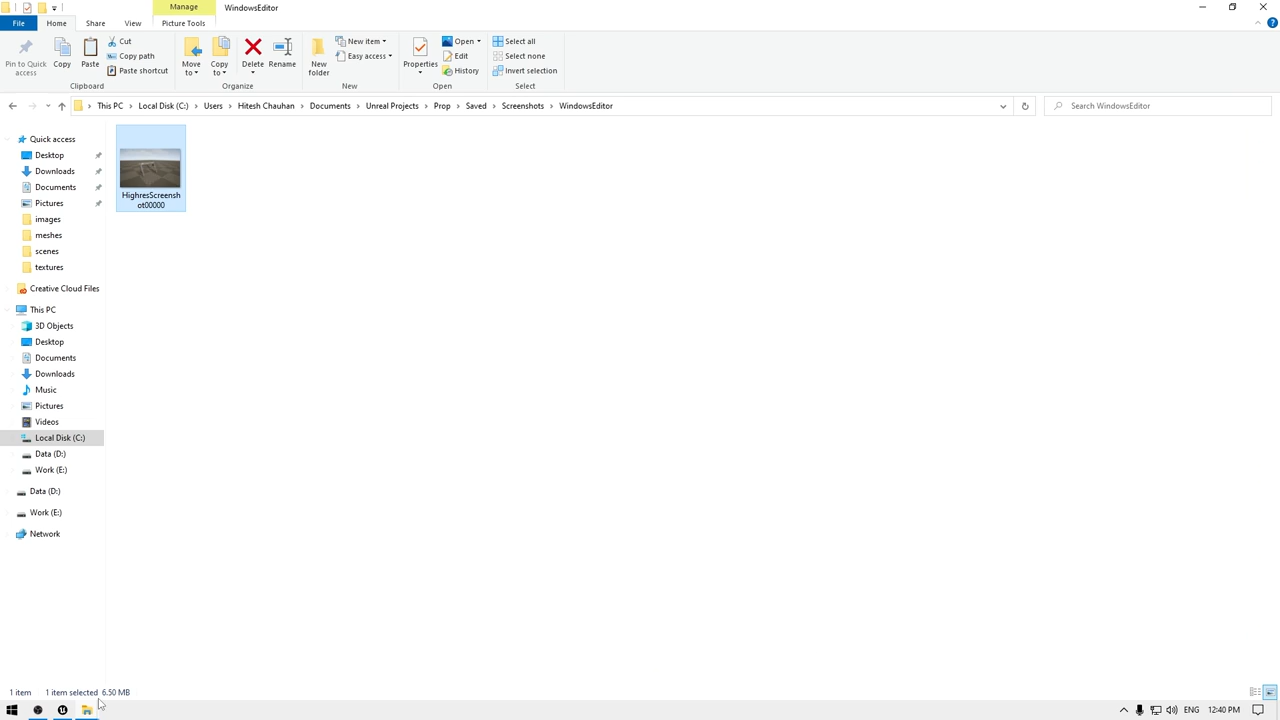 Manage
WindowsEditor
File
Home
Share
View
Picture Tools
Pin to Quick
access
Copy
Paste
Cut
Copy path
Paste shortcut
Clipboard
Move
to
Copy
to
Delete
Rename
Organize
New
folder
New item
Easy access
New
Properties
Open
Edit
History
Open
Select all
Select none
Invert selection
Select
This PC
Local Disk (C:)
Users
Hitesh Chauhan
Documents
Unreal Projects
Prop
Saved
Screenshots
WindowsEditor
Search WindowsEditor
Quick access
Desktop
Downloads
Documents
Pictures
images
meshes
scenes
textures
Creative Cloud Files
This PC
3D Objects
Desktop
Documents
Downloads
Music
Pictures
Videos
Local Disk (C:)
Data (D:)
Work (E:)
Data (D:)
Work (E:)
Network
HighresScreensh
ot00000
1 item
1 item selected 6.50 MB
ENG
12:40 PM